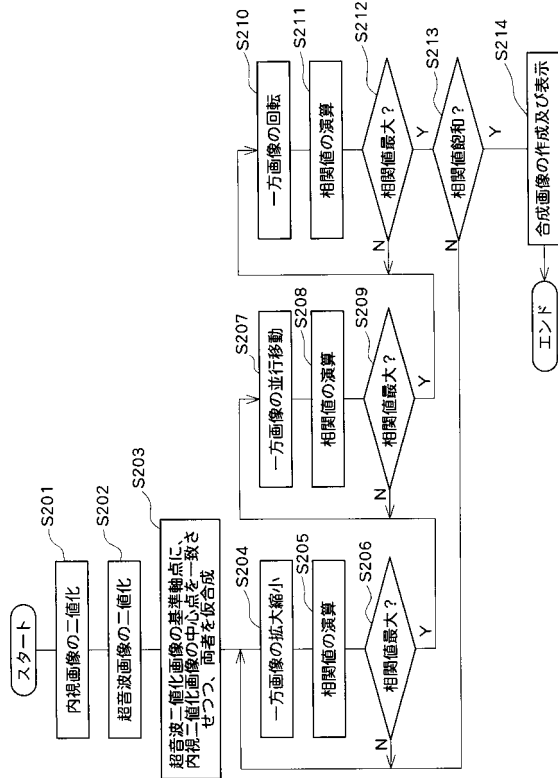 スタート
S201
内視画像の二値化
S202
超音波画像の二値化
S203
超音波二値化画像の基準軸点に、
内視二値化画像の中心点を一致さ
せつつ、両者を仮合成
S204
一方画像の拡大縮小
S205
相関値の演算
S206
相関値最大?
N
Y
S207
一方画像の並行移動
S208
相関値の演算
S209
相関値最大?
N
Y
S210
一方画像の回転
S211
相関値の演算
S212
相関値最大?
N
Y
S213
相関値飽和?
N
Y
S214
合成画像の作成及び表示
エンド